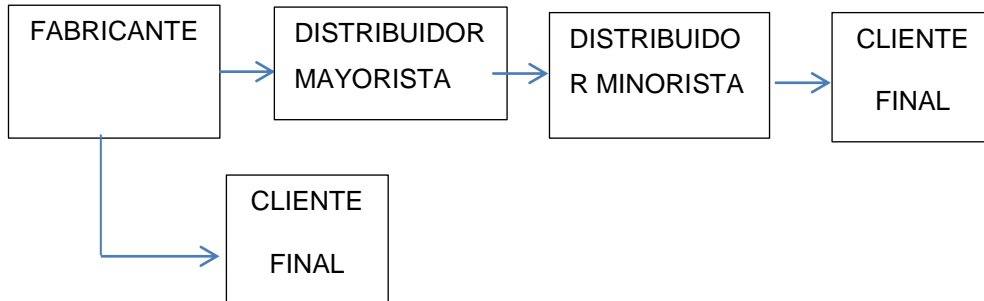 FABRICANTE
DISTRIBUIDOR
MAYORISTA
DISTRIBUIDO
R MINORISTA
CLIENTE
FINAL
CLIENTE
FINAL